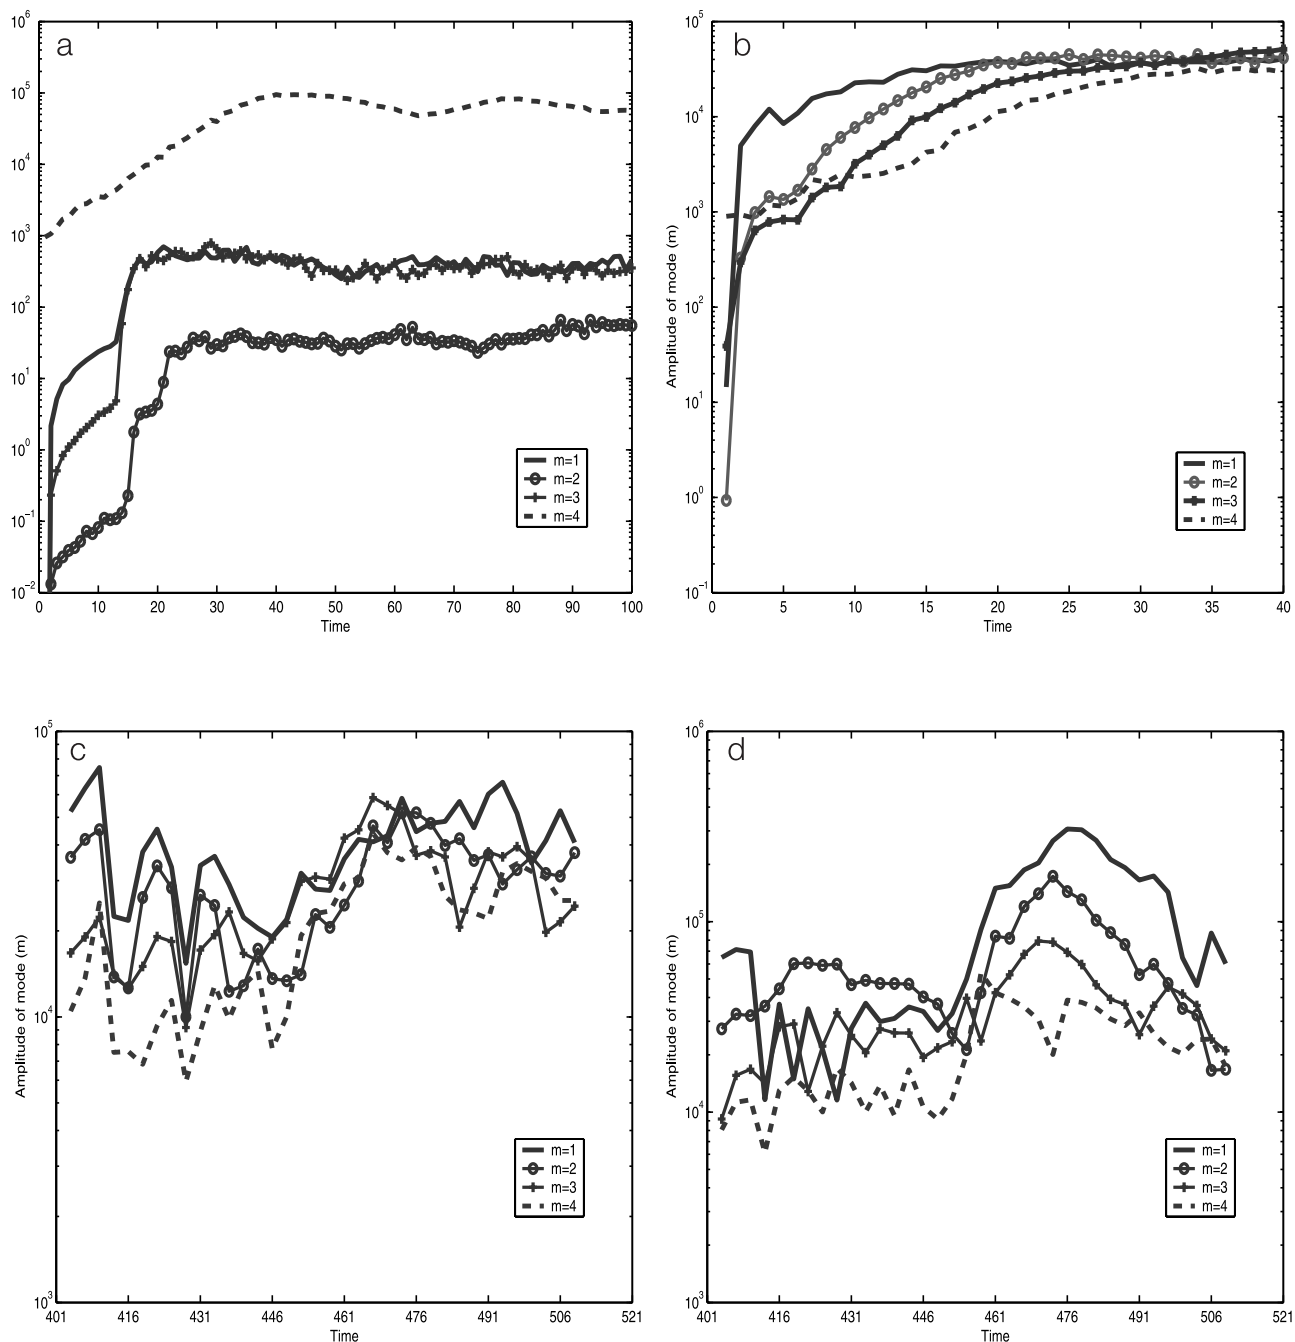 a
10^6
10^5
10^4
10^3
10^2
10^1
10^0
10^−1
10^−2
0 10 20 30 40 50 60 70 80 90 100
Time
m=1
m=2
m=3
m=4
b
Amplitude of mode (m)
10^5
10^4
10^3
10^2
10^1
10^0
10^−1
0 5 10 15 20 25 30 35 40
Time
m=1
m=2
m=3
m=4
c
Amplitude of mode (m)
10^5
10^4
10^3
401 416 431 446 461 476 491 506 521
Time
m=1
m=2
m=3
m=4
d
Amplitude of mode (m)
10^6
10^5
10^4
10^3
401 416 431 446 461 476 491 506 521
Time
m=1
m=2
m=3
m=4